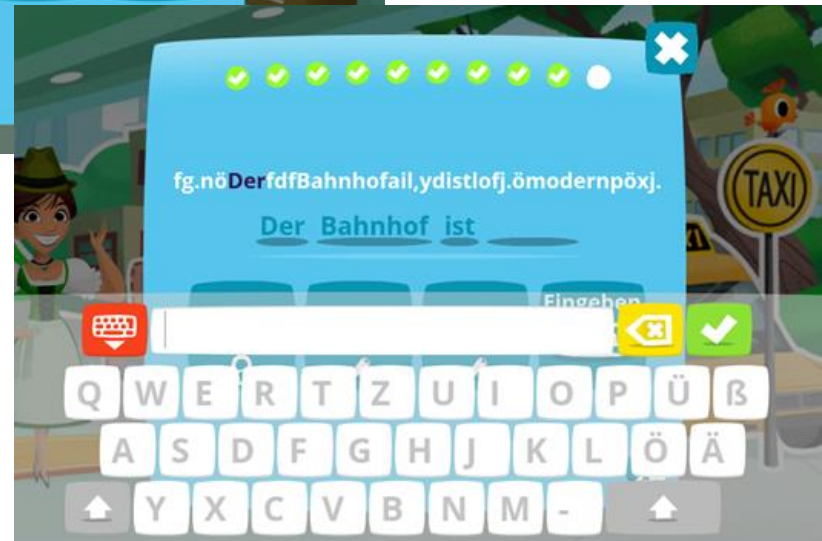 fg.nöDerfdfBahnhofail,ydistlofj.ömodernpöxj.
Der Bahnhof ist
TAXI
Eingeben
Q W E R T Z U I O P Ü ß
A S D F G H J K L Ö Ä
Y X C V B N M -